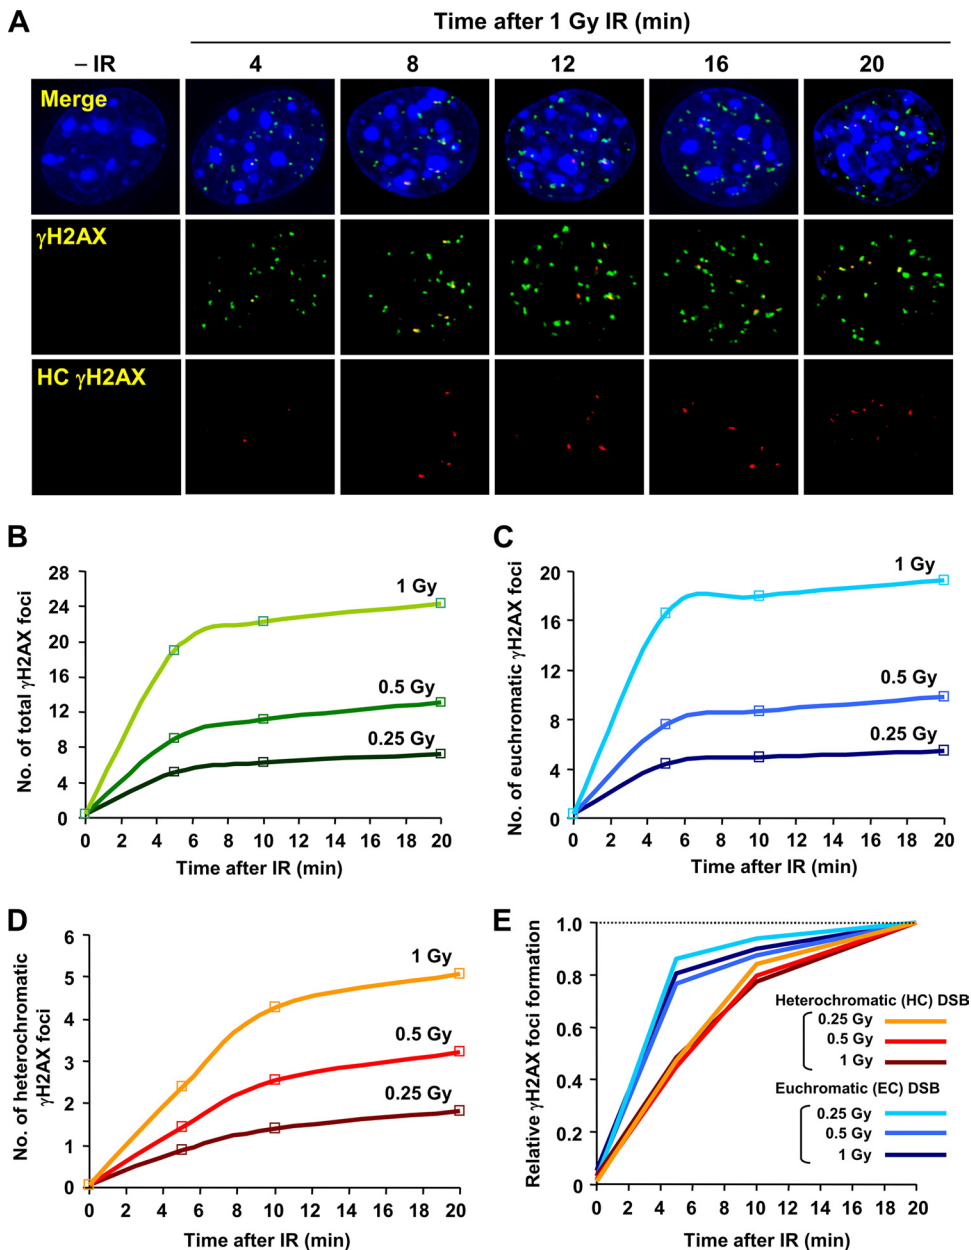 A
Time after 1 Gy IR (min)
– IR 4 8 12 16 20
Merge
γH2AX
HC γH2AX
B
No. of total γH2AX foci
28
24
20
16
12
8
4
0
1 Gy
0.5 Gy
0.25 Gy
0 2 4 6 8 10 12 14 16 18 20
Time after IR (min)
C
No. of euchromatic γH2AX foci
20
16
12
8
4
0
1 Gy
0.5 Gy
0.25 Gy
0 2 4 6 8 10 12 14 16 18 20
Time after IR (min)
D
No. of heterochromatic
γH2AX foci
6
5
4
3
2
1
0
1 Gy
0.5 Gy
0.25 Gy
0 2 4 6 8 10 12 14 16 18 20
Time after IR (min)
E
Relative γH2AX foci formation
1.0
0.8
0.6
0.4
0.2
0
Heterochromatic (HC) DSB
0.25 Gy
0.5 Gy
1 Gy
Euchromatic (EC) DSB
0.25 Gy
0.5 Gy
1 Gy
0 2 4 6 8 10 12 14 16 18 20
Time after IR (min)